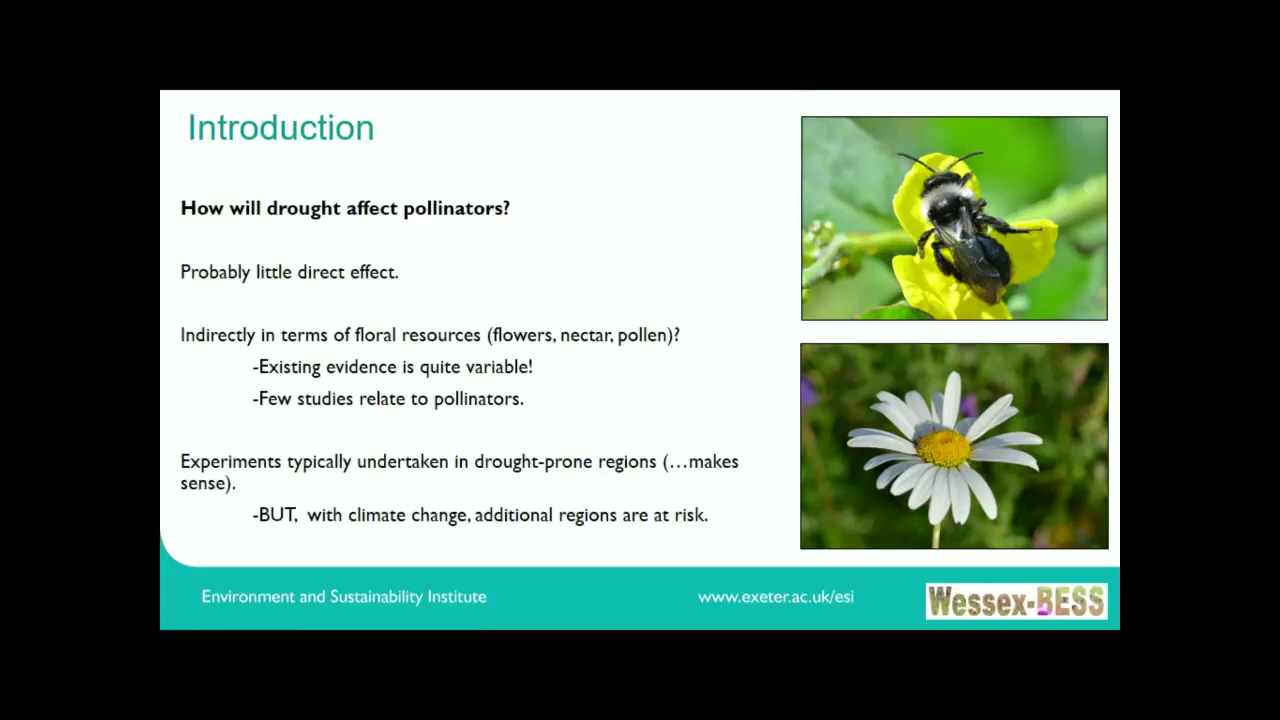 Introduction
How will drought affect pollinators?
Probably little direct effect.
Indirectly in terms of floral resources (flowers, nectar, pollen)?
-Existing evidence is quite variable!
-Few studies relate to pollinators.
Experiments typically undertaken in drought-prone regions (…makes
sense).
-BUT, with climate change, additional regions are at risk.
Environment and Sustainability Institute
www.exeter.ac.uk/esi
Wessex-BESS